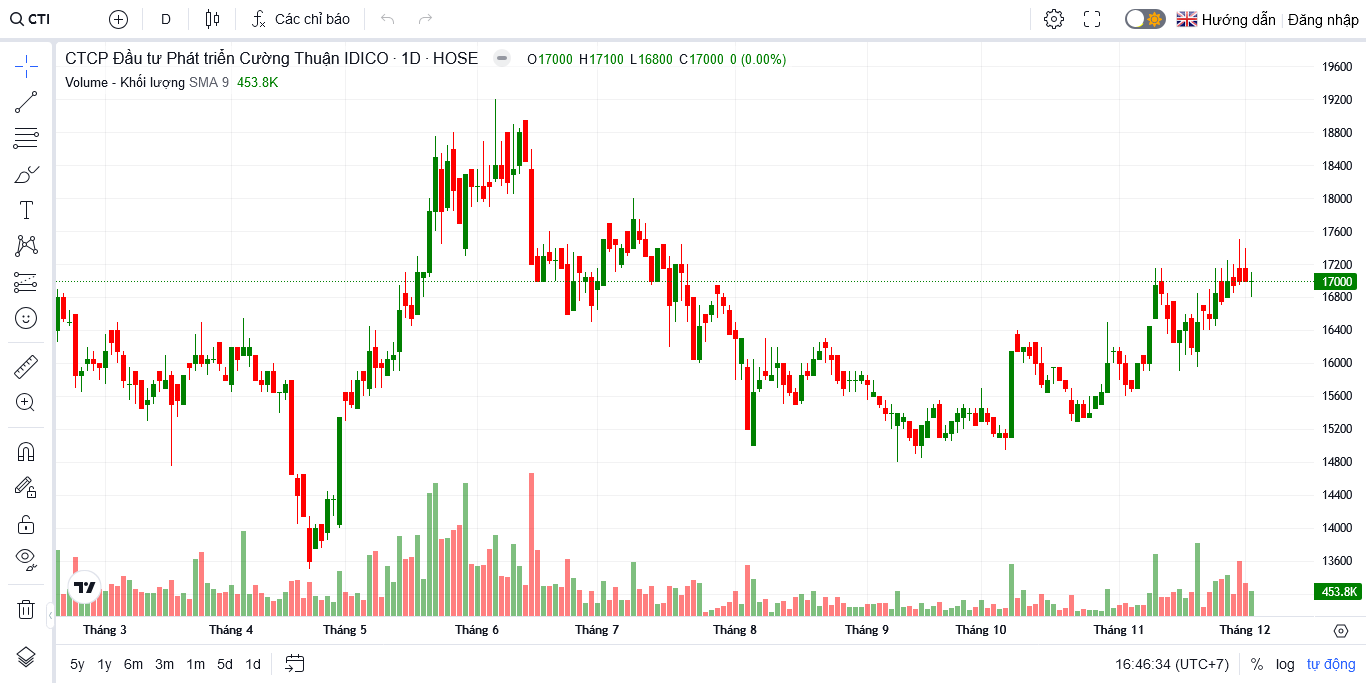 CTI D Các chỉ báo Hướng dẫn Đăng nhập
CTCP Đầu tư Phát triển Cường Thuận IDICO · 1D · HOSE O17000 H17100 L16800 C17000 0 (0.00%)
Volume - Khối lượng SMA 9 453.8K
19600
19200
18800
18400
18000
17600
17200
17000
16800
16400
16000
15600
15200
14800
14400
14000
13600
453.8K
Tháng 3 Tháng 4 Tháng 5 Tháng 6 Tháng 7 Tháng 8 Tháng 9 Tháng 10 Tháng 11 Tháng 12
5y 1y 6m 3m 1m 5d 1d 16:46:34 (UTC+7) % log tự động